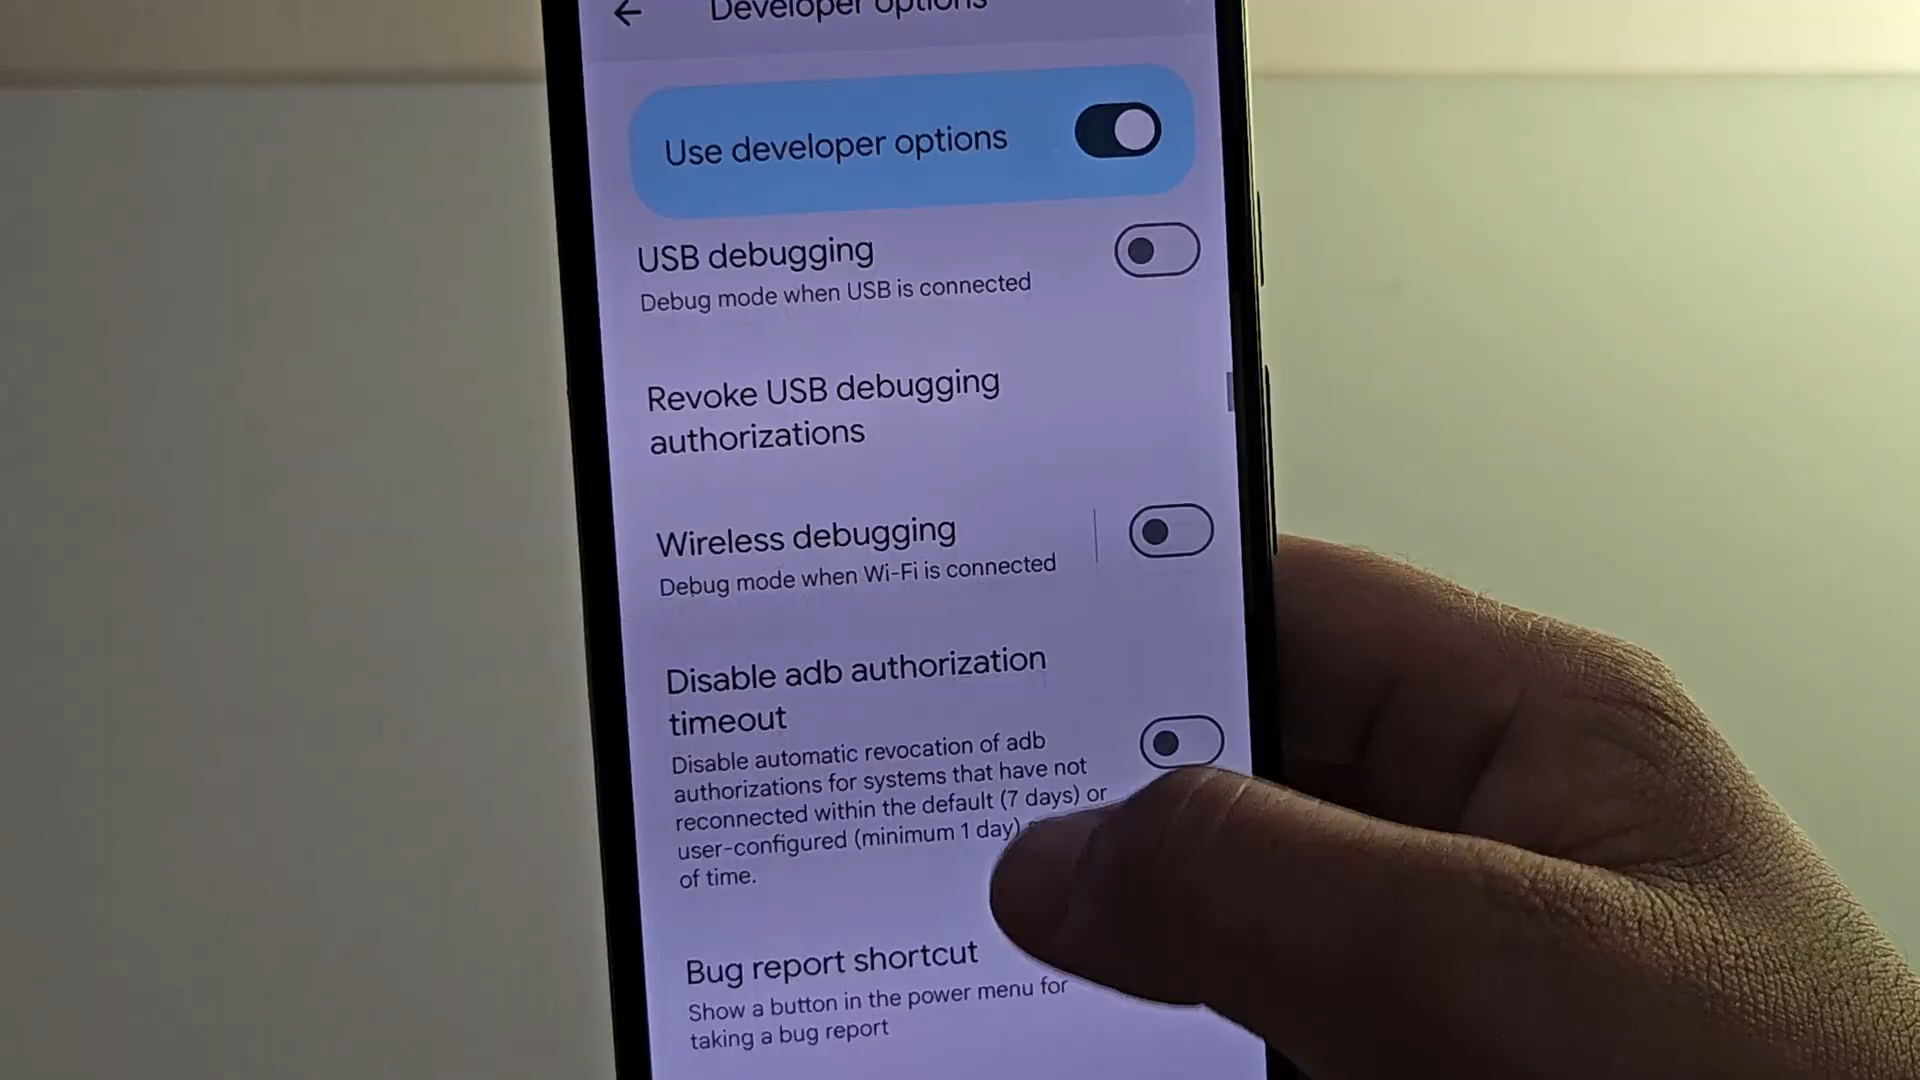 Developer options
Use developer options
USB debugging
Debug mode when USB is connected
Revoke USB debugging
authorizations
Wireless debugging
Debug mode when Wi-Fi is connected
Disable adb authorization
timeout
Disable automatic revocation of adb
authorizations for systems that have not
reconnected within the default (7 days) or
user-configured (minimum 1 day)
of time.
Bug report shortcut
Show a button in the power menu for
taking a bug report